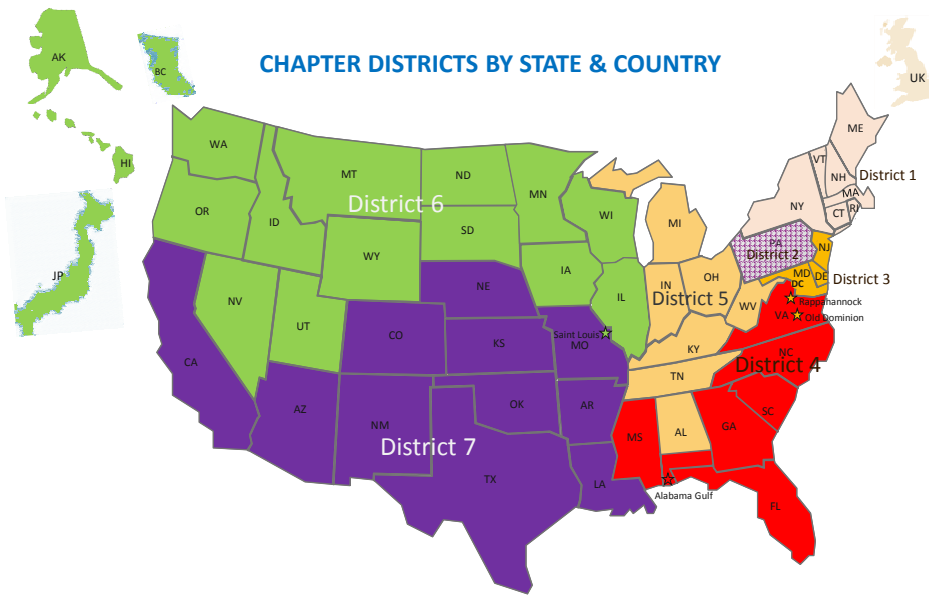 CHAPTER DISTRICTS BY STATE & COUNTRY
AK
BC
UK
HI
JP
WA
MT
ND
MN
ME
VT
NH
District 1
MA
NY
CT
RI
OR
ID
District 6
SD
WI
MI
WY
PA
District 2
NJ
IA
OH
MD
DE
DC
District 3
NV
UT
NE
IL
IN
District 5
WV
Rappahannock
VA
Old Dominion
CA
CO
KS
Saint Louis
MO
KY
NC
District 4
TN
AZ
NM
OK
AR
SC
GA
MS
AL
District 7
TX
LA
Alabama Gulf
FL